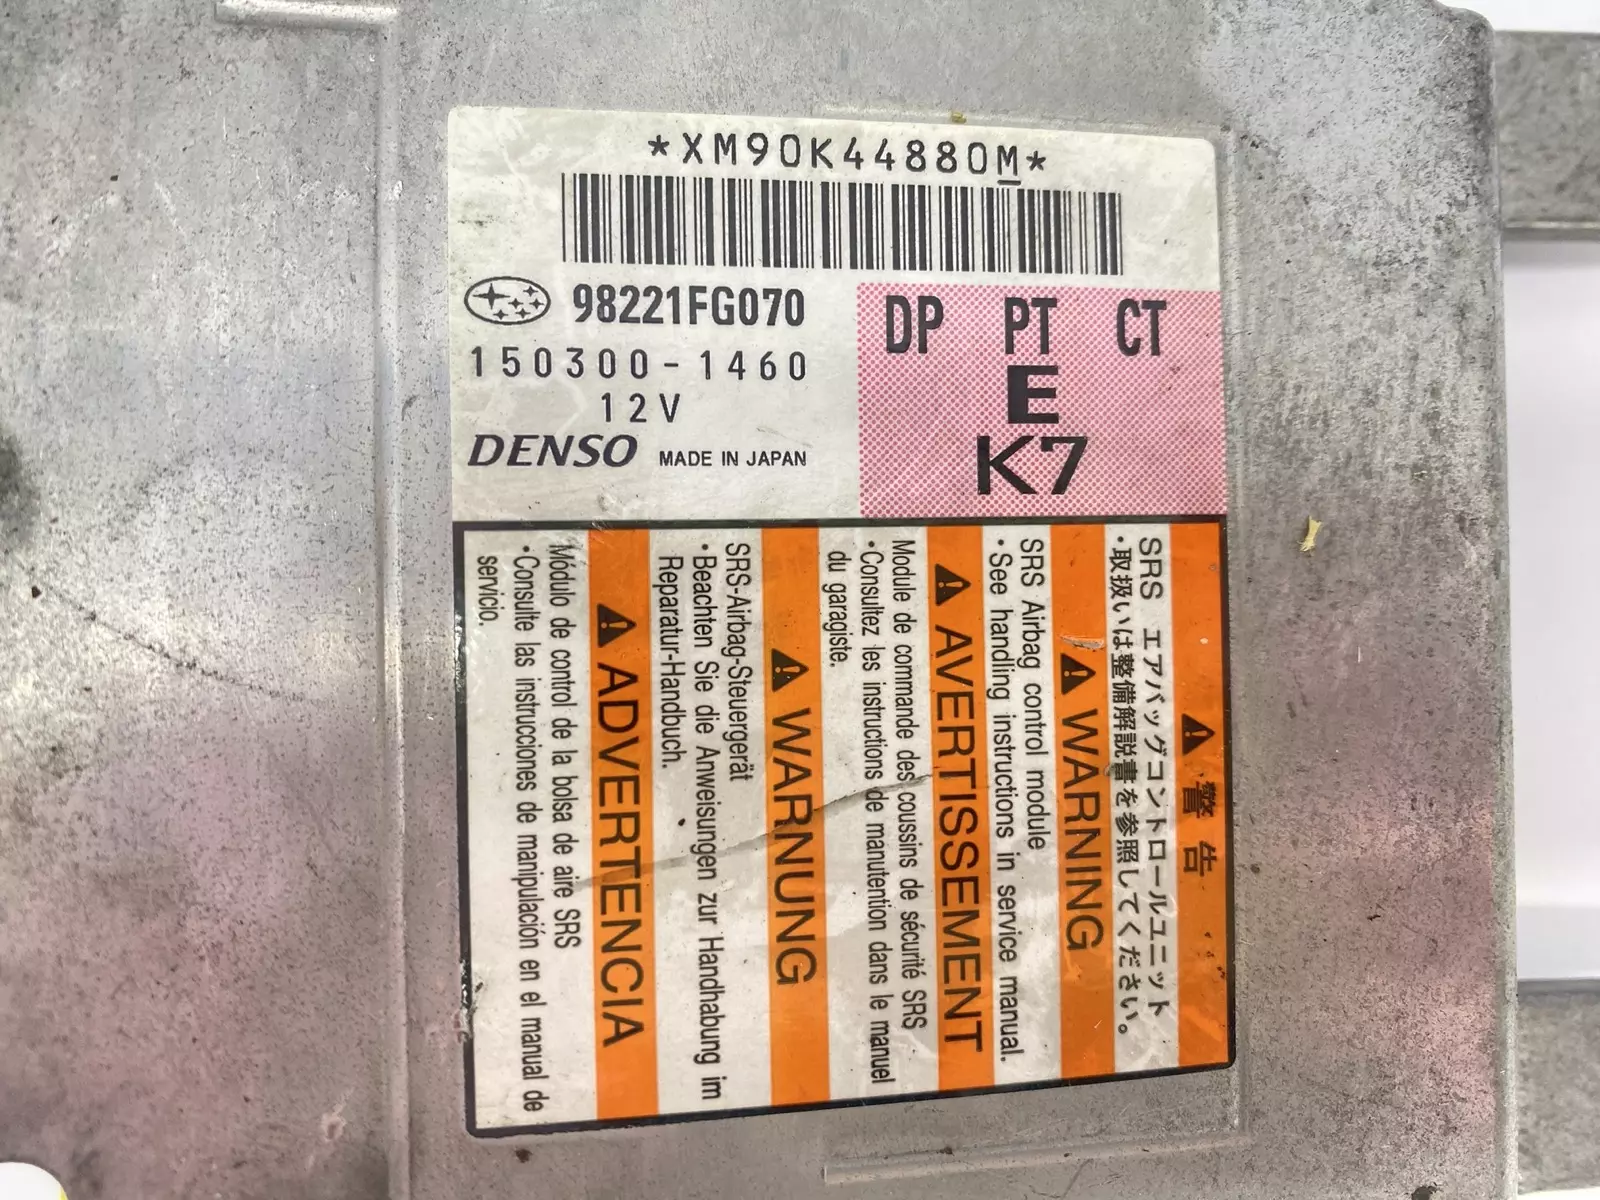 *XM90K44880M*
98221FG070
150300-1460
12V
DENSO MADE IN JAPAN
DP PT CT
E
K7
警告
SRS エアバッグコントロールユニット
・取扱いは整備解説書を参照してください。
WARNING
SRS Airbag control module
・See handling instructions in service manual.
AVERTISSEMENT
Module de commande des coussins de sécurité SRS
・Consultez les instructions de manutention dans le manuel
du garagiste.
WARNUNG
SRS-Airbag-Steuergerät
・Beachten Sie die Anweisungen zur Handhabung im
Reparatur-Handbuch.
ADVERTENCIA
Módulo de control de la bolsa de aire SRS
・Consulte las instrucciones de manipulación en el manual de
servicio.